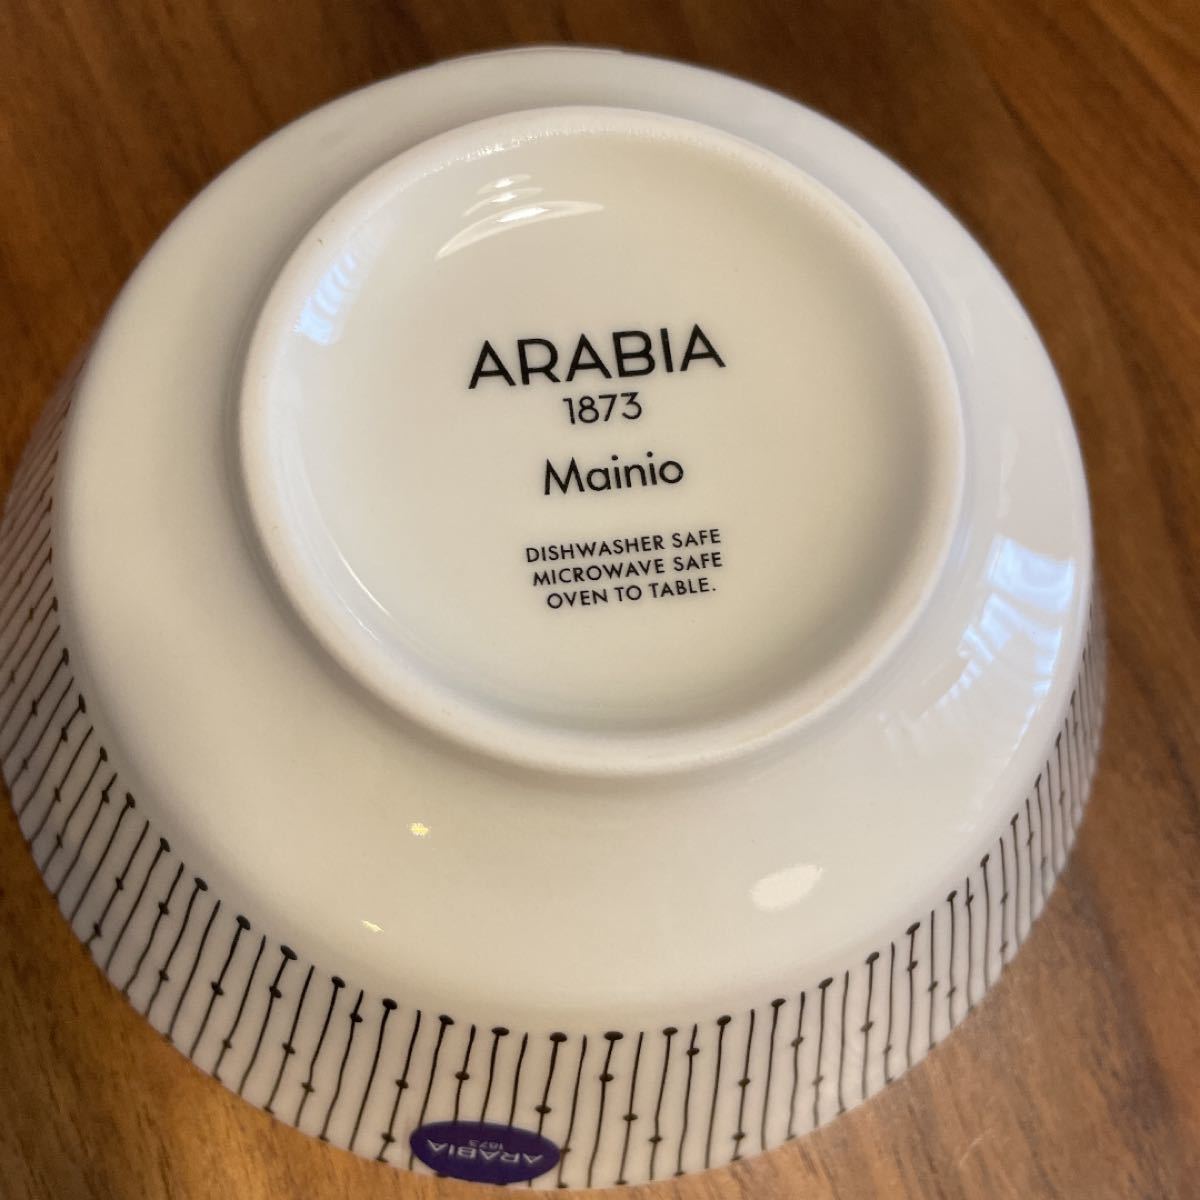 ARABIA
1873
Mainio
DISHWASHER SAFE
MICROWAVE SAFE
OVEN TO TABLE.
ARABIA
1873